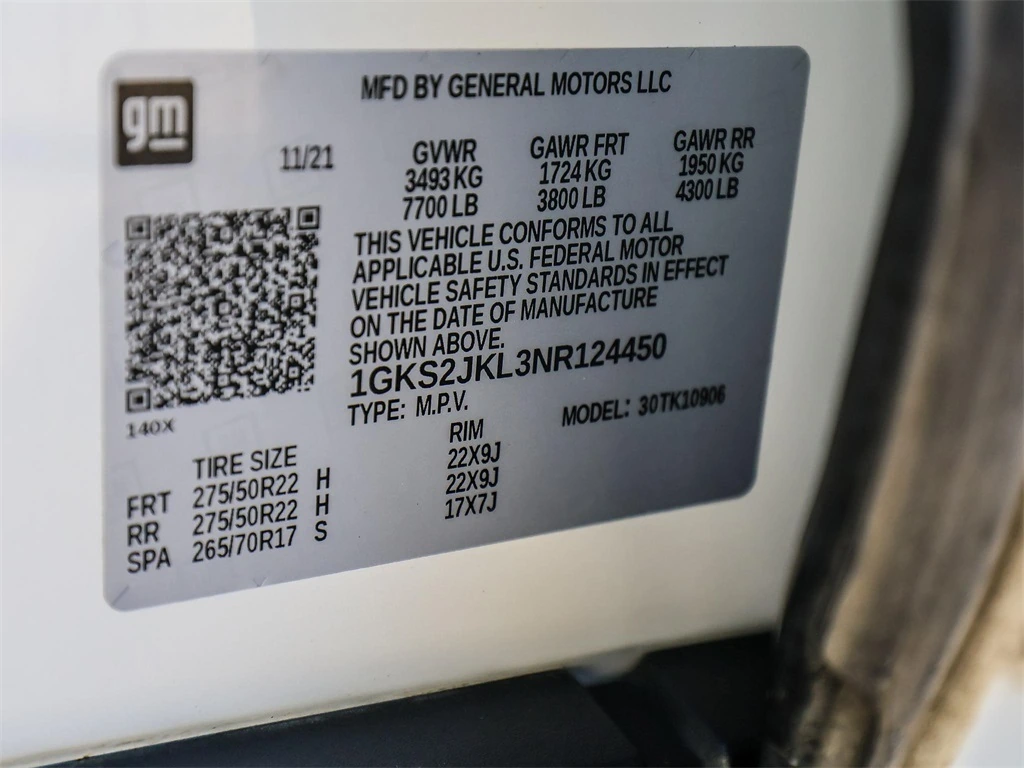 gm
MFD BY GENERAL MOTORS LLC
11/21 GVWR GAWR FRT GAWR RR
3493 KG 1724 KG 1950 KG
7700 LB 3800 LB 4300 LB
THIS VEHICLE CONFORMS TO ALL
APPLICABLE U.S. FEDERAL MOTOR
VEHICLE SAFETY STANDARDS IN EFFECT
ON THE DATE OF MANUFACTURE
SHOWN ABOVE.
1GKS2JKL3NR124450
TYPE: M.P.V. MODEL: 30TK10906
140X
TIRE SIZE RIM
FRT 275/50R22 H 22X9J
RR 275/50R22 H 22X9J
SPA 265/70R17 S 17X7J